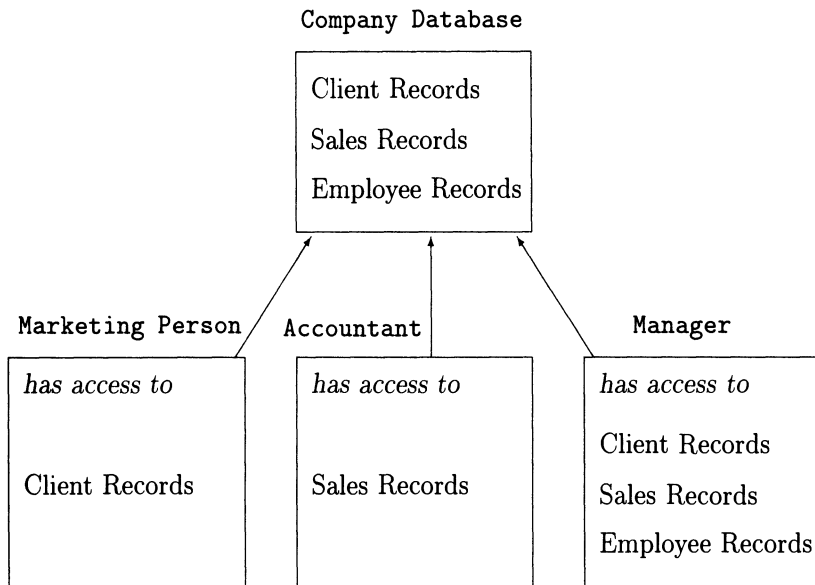 Company Database
Client Records
Sales Records
Employee Records
Marketing Person
has access to
Client Records
Accountant
has access to
Sales Records
Manager
has access to
Client Records
Sales Records
Employee Records